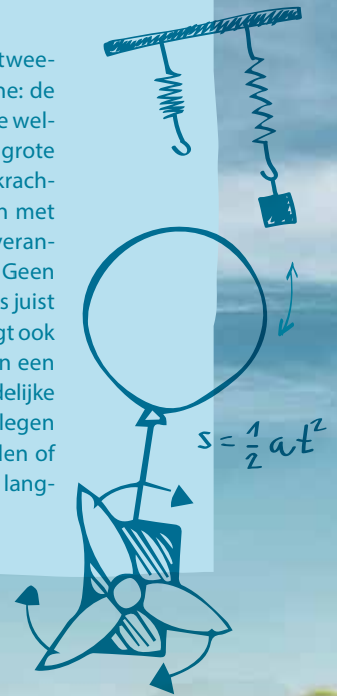 twee-
ne: de
e wel-
grote
krach-
n met
veran-
Geen
s juist
gt ook
n een
delijke
legen
den of
lang-
s = 1/2 at²